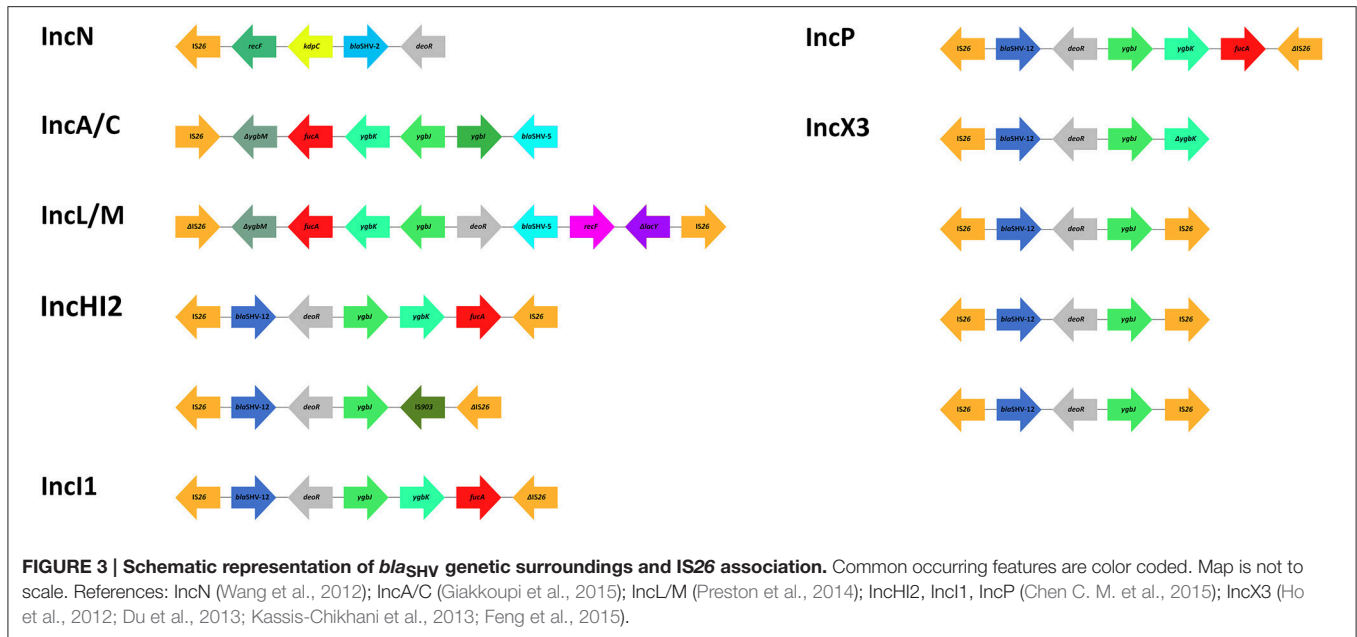 IncN
IS26 recF kdpC blaSHV-2 deoR
IncA/C
IS26 ΔygbM fucA ygbK ygbJ ygbI blaSHV-5
IncL/M
ΔIS26 ΔygbM fucA ygbK ygbJ deoR blaSHV-5 recF ΔlacY IS26
IncHI2
IS26 blaSHV-12 deoR ygbJ ygbK fucA IS26
IS26 blaSHV-12 deoR ygbJ IS903 ΔIS26
IncI1
IS26 blaSHV-12 deoR ygbJ ygbK fucA ΔIS26
IncP
IS26 blaSHV-12 deoR ygbJ ygbK fucA ΔIS26
IncX3
IS26 blaSHV-12 deoR ygbJ ΔygbK
IS26 blaSHV-12 deoR ygbJ IS26
IS26 blaSHV-12 deoR ygbJ IS26
IS26 blaSHV-12 deoR ygbJ IS26
FIGURE 3 | Schematic representation of blaSHV genetic surroundings and IS26 association. Common occurring features are color coded. Map is not to
scale. References: IncN (Wang et al., 2012); IncA/C (Giakkoupi et al., 2015); IncL/M (Preston et al., 2014); IncHI2, IncI1, IncP (Chen C. M. et al., 2015); IncX3 (Ho
et al., 2012; Du et al., 2013; Kassis-Chikhani et al., 2013; Feng et al., 2015).